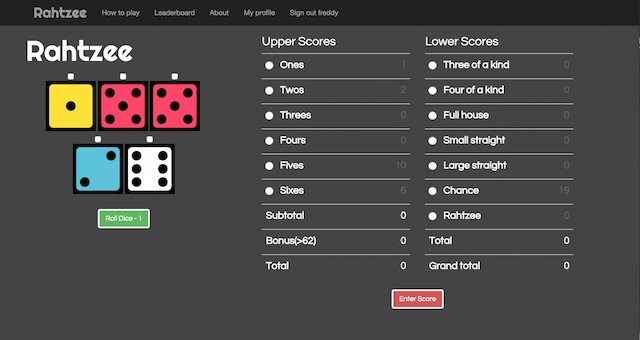 Rahtzee How to play Leaderboard About My profile Sign out freddy
Rahtzee
Roll Dice - 1
Upper Scores
Ones 1
Twos 2
Threes 0
Fours 0
Fives 10
Sixes 6
Subtotal 0
Bonus(>62) 0
Total 0
Lower Scores
Three of a kind 0
Four of a kind 0
Full house 0
Small straight 0
Large straight 0
Chance 19
Rahtzee 0
Total 0
Grand total 0
Enter Score